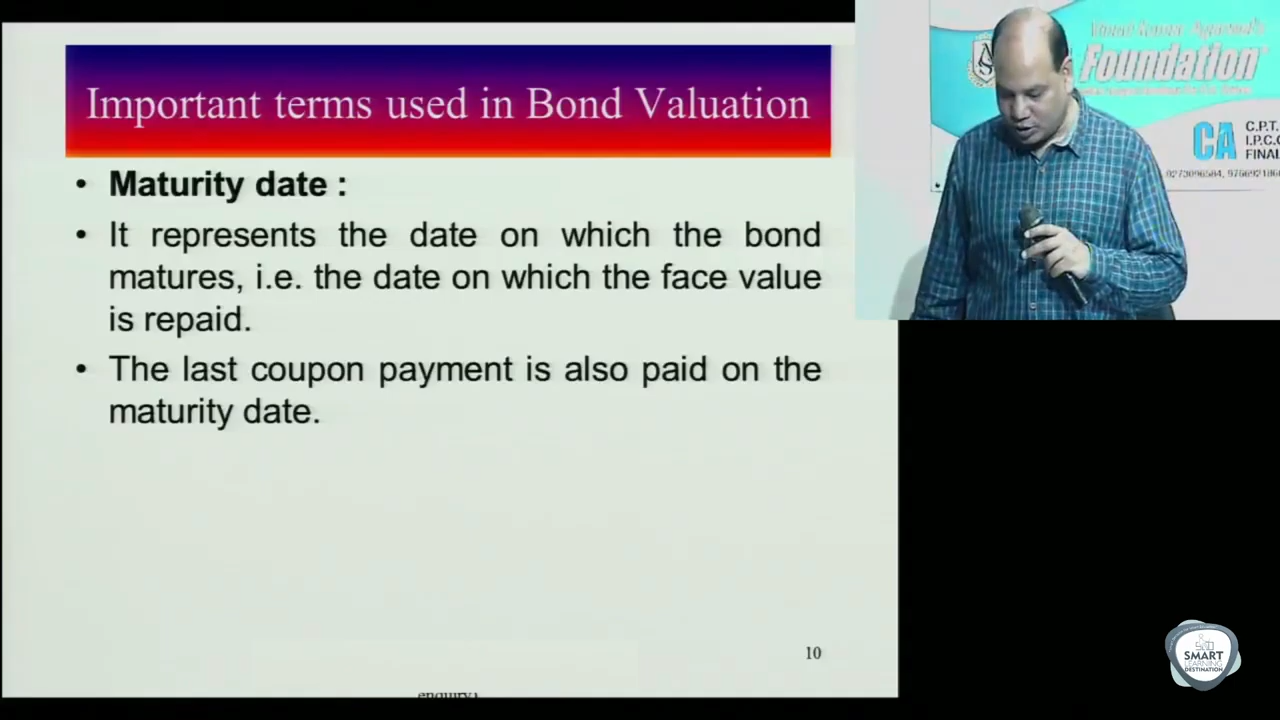 Important terms used in Bond Valuation
• Maturity date :
• It represents the date on which the bond
matures, i.e. the date on which the face value
is repaid.
• The last coupon payment is also paid on the
maturity date.
10
Foundation
CA
C.P.T.
I.P.C.C
FINAL
SMART
LEARNING
DESTINATION